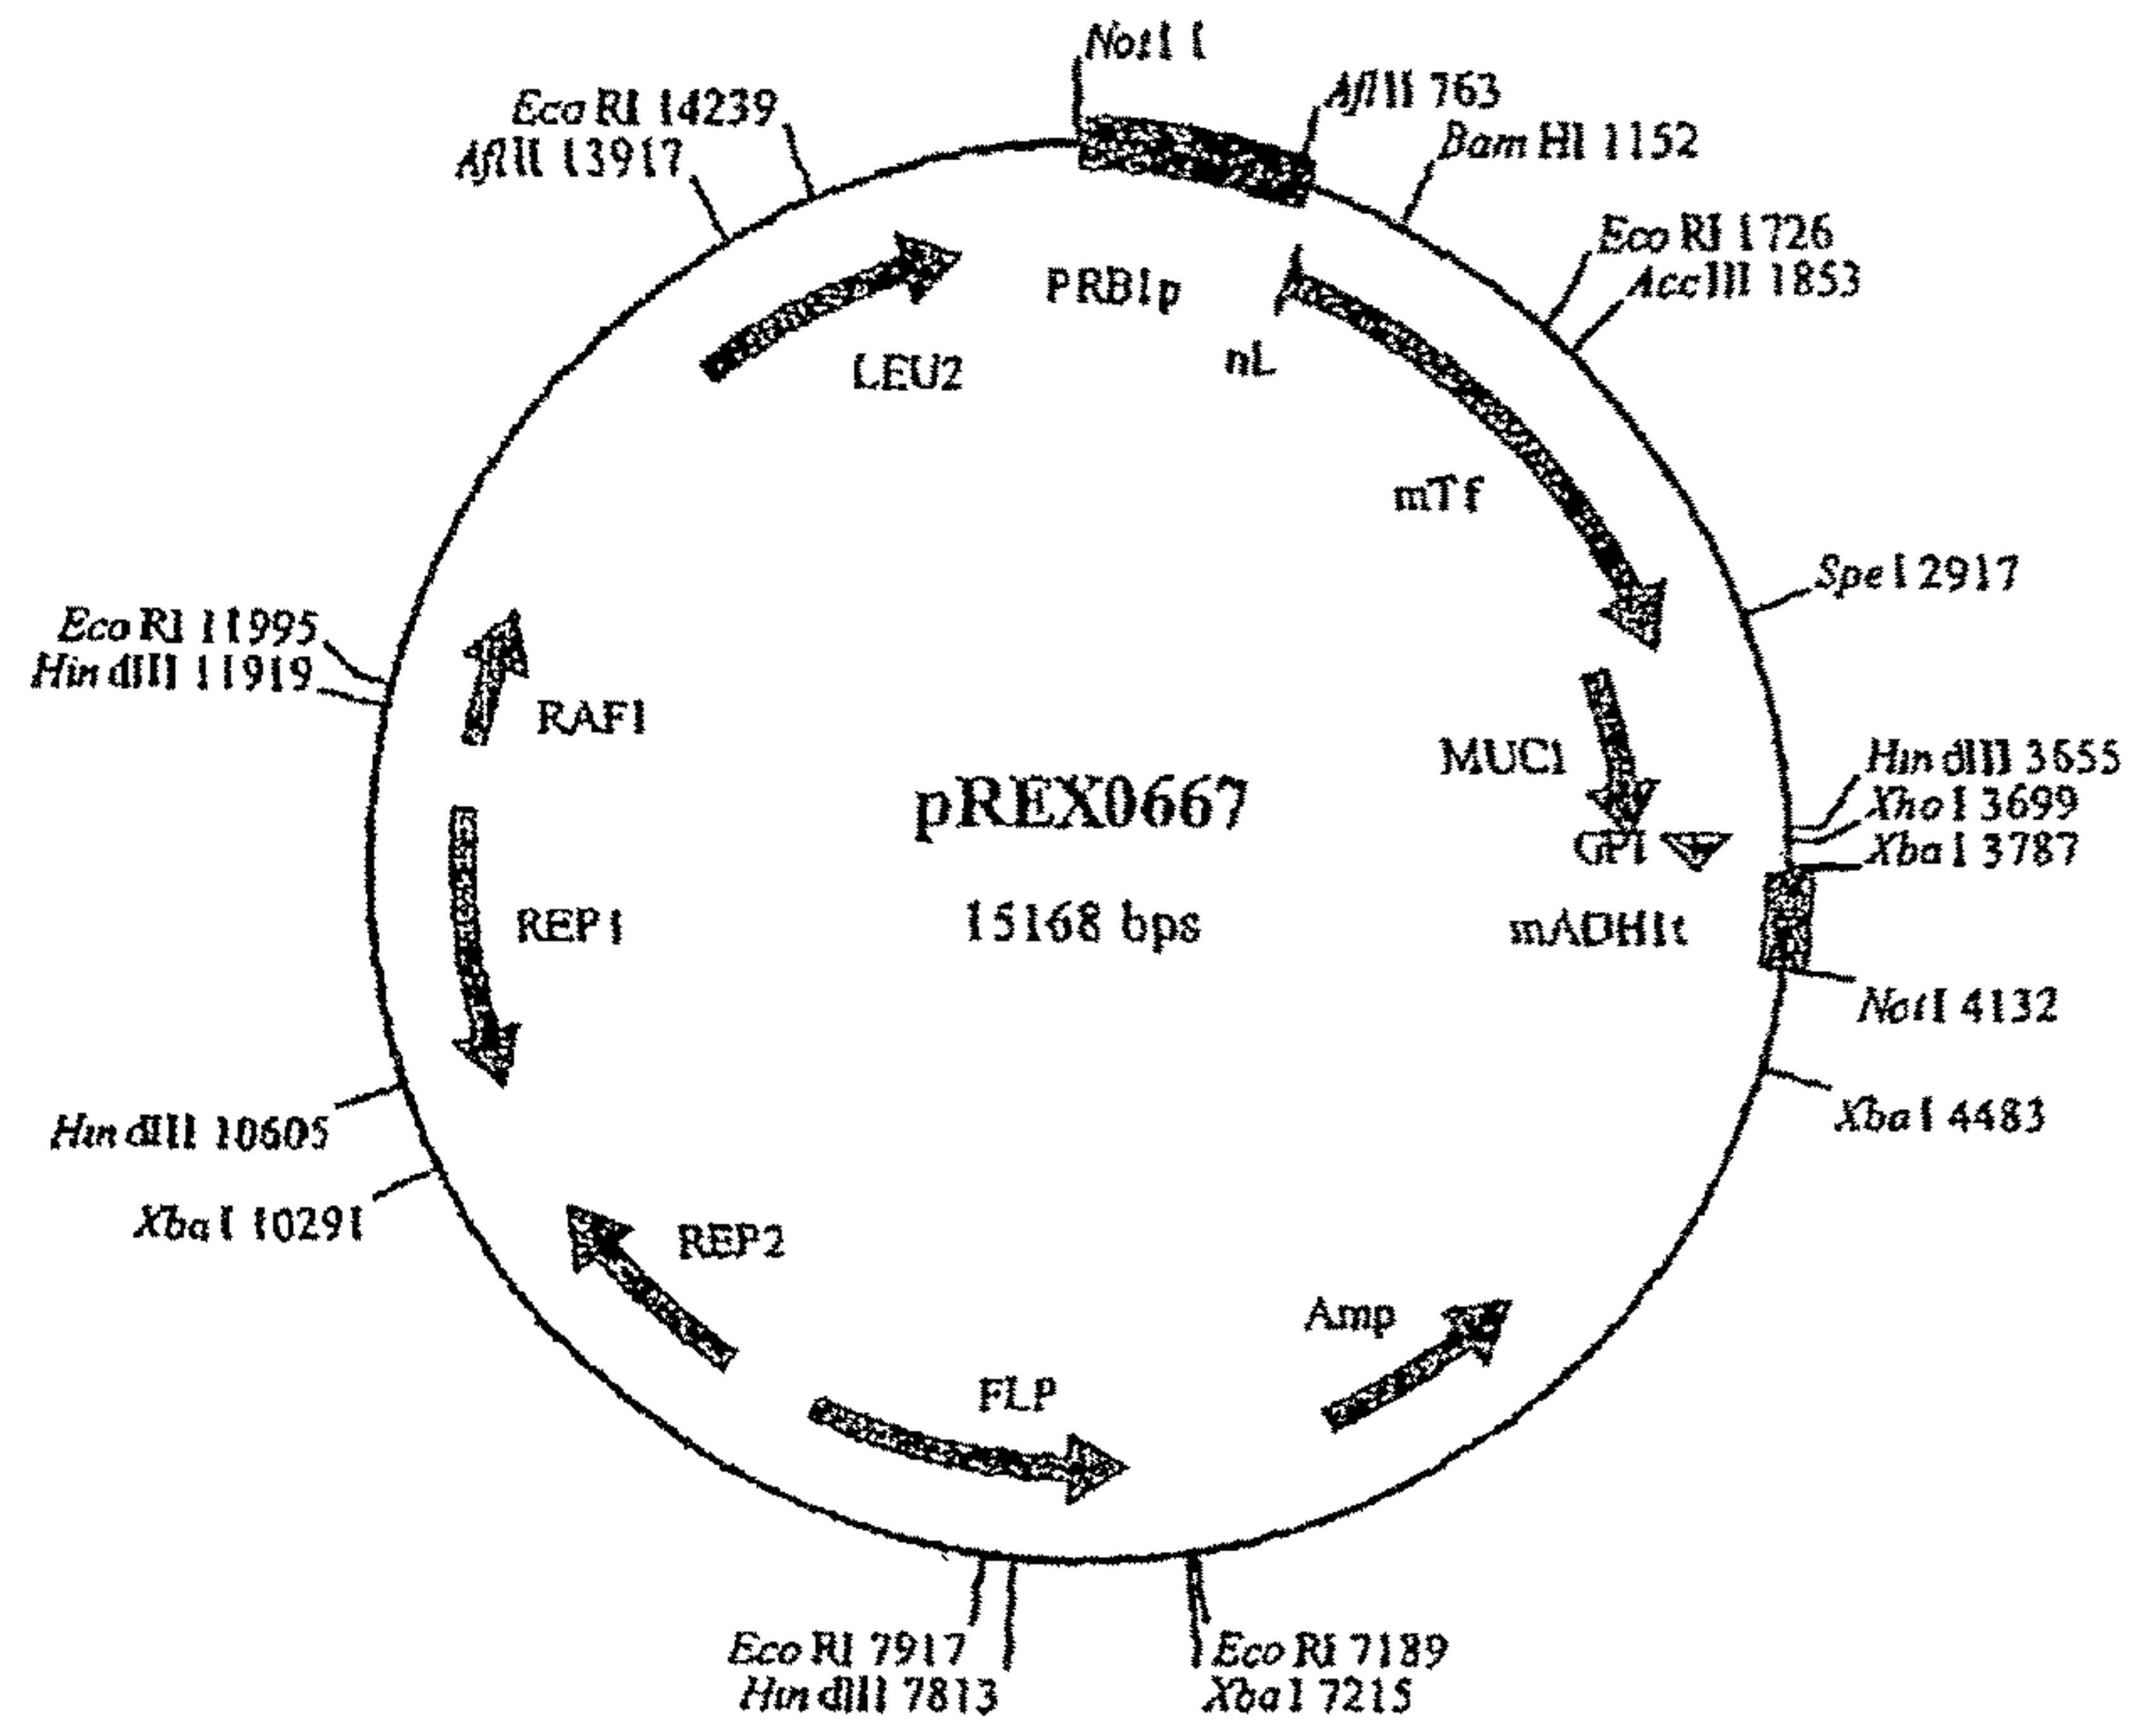 NotI 1
EcoRI 14239
AflII 763
AflII 13917
BamHI 1152
EcoRI 1726
AccIII 1853
PRB1p
LEU2
nL
mTf
SpeI 2917
EcoRI 11995
HindIII 11919
RAF1
MUC1
HindIII 3655
pREX0667
XhoI 3699
GPI
XbaI 3787
REP1
15168 bps
mADH1t
NotI 4132
HindIII 10605
XbaI 4483
XbaI 10291
REP2
Amp
FLP
EcoRI 7917
EcoRI 7189
HindIII 7813
XbaI 7215